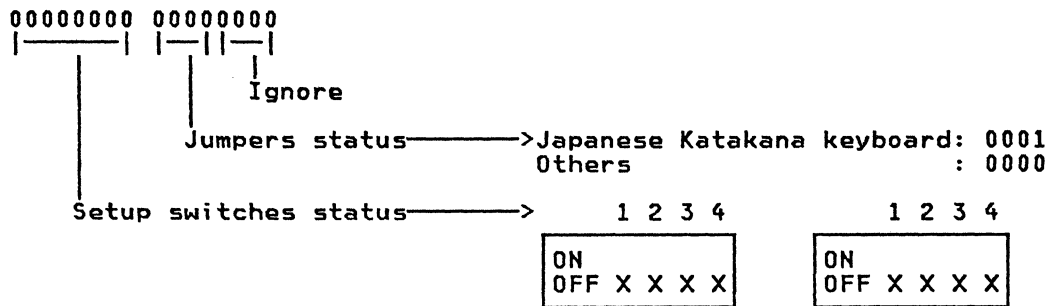 00000000 00000000
Ignore
Jumpers status——>Japanese Katakana keyboard: 0001
Others : 0000
Setup switches status——> 1 2 3 4 1 2 3 4
ON ON
OFF X X X X OFF X X X X